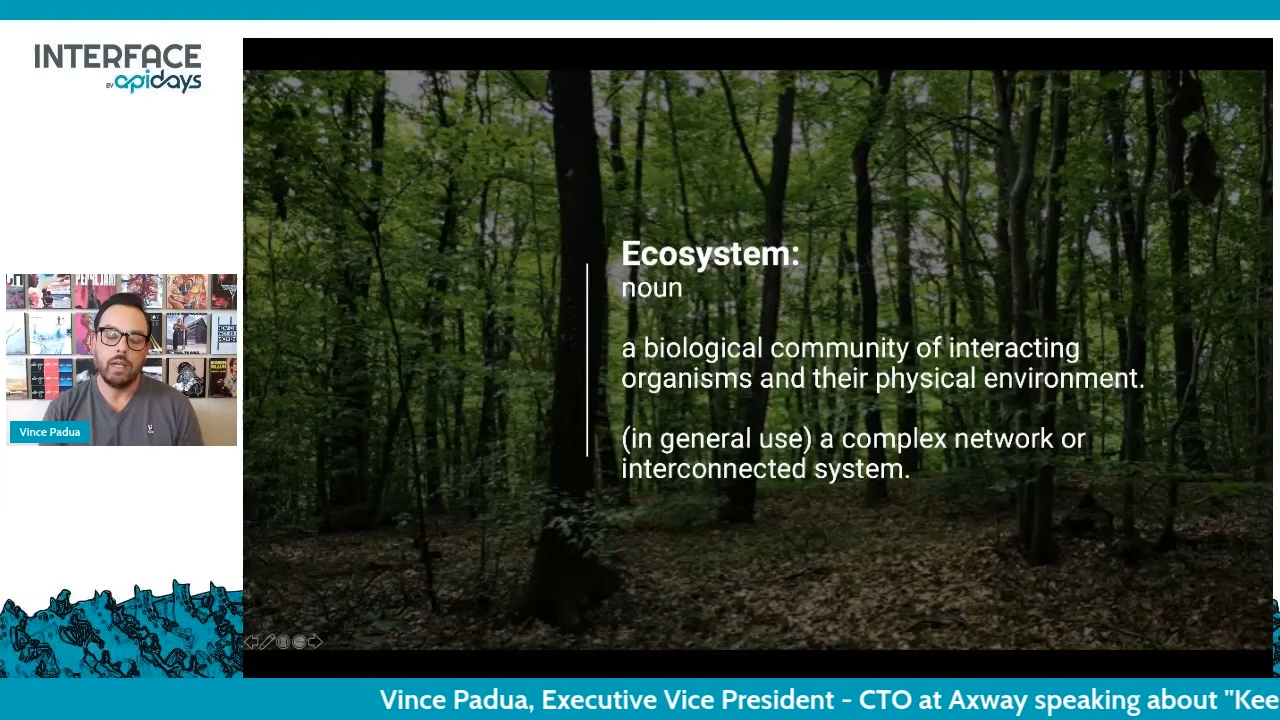 INTERFACE
BY apidays
Ecosystem:
noun
a biological community of interacting
organisms and their physical environment.
(in general use) a complex network or
interconnected system.
Vince Padua
Vince Padua, Executive Vice President - CTO at Axway speaking about "Kee